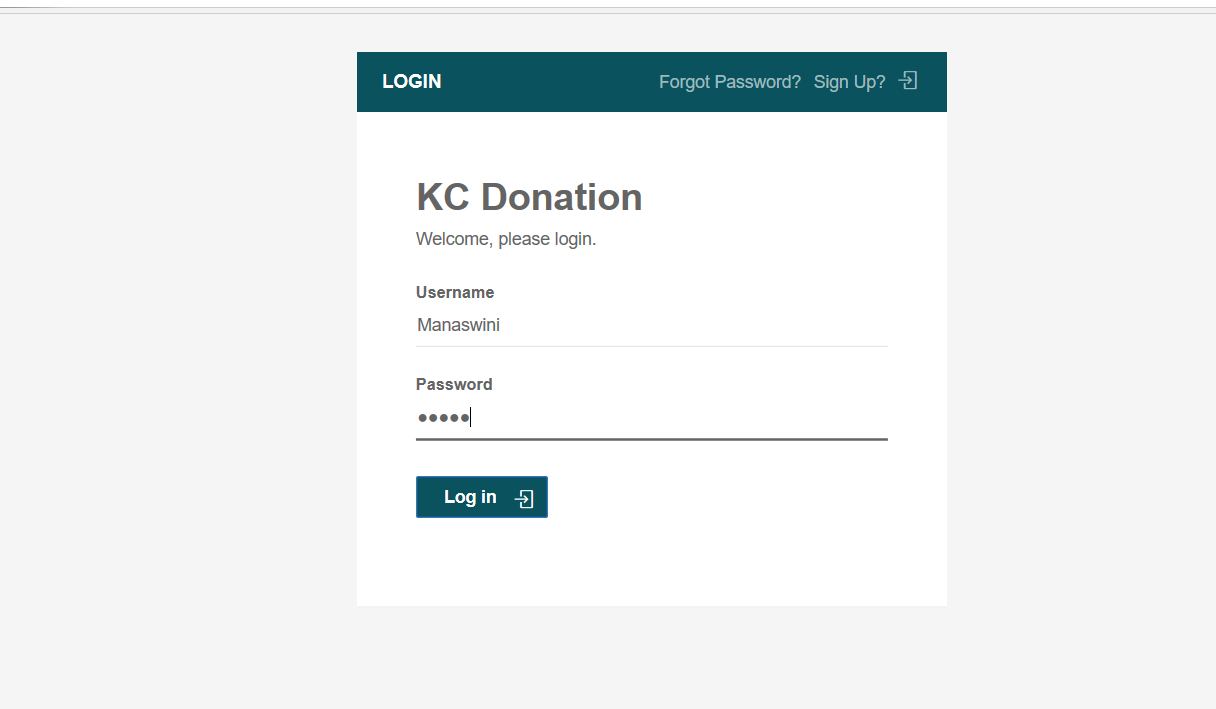 LOGIN Forgot Password? Sign Up?
KC Donation
Welcome, please login.
Username
Manaswini
Password
•••••
Log in